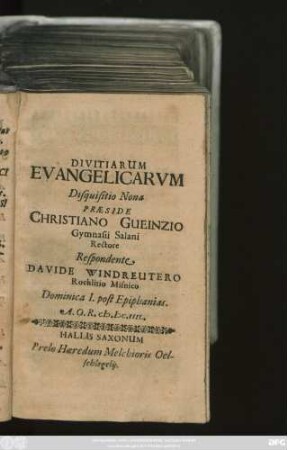 DIVITIARUM
EVANGELICARVM
Disquisitio Nona
PRÆSIDE
CHRISTIANO GUEINZIO
Gymnasii Salani
Rectore
Respondente
DAVIDE WINDREUTERO
Rochlitio Misnico
Dominica I. post Epiphanias.
A. O. R.
HALLIS SAXONUM
Prelo Hæredum Melchioris Oel-
schlegelij.